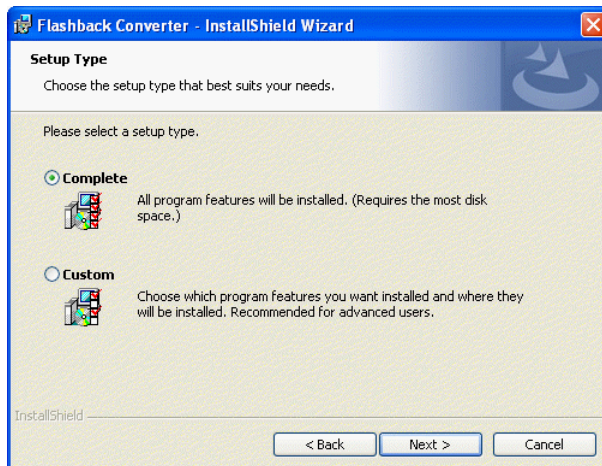 Flashback Converter - InstallShield Wizard
Setup Type
Choose the setup type that best suits your needs.
Please select a setup type.
Complete
All program features will be installed. (Requires the most disk
space.)
Custom
Choose which program features you want installed and where they
will be installed. Recommended for advanced users.
InstallShield
< Back
Next >
Cancel